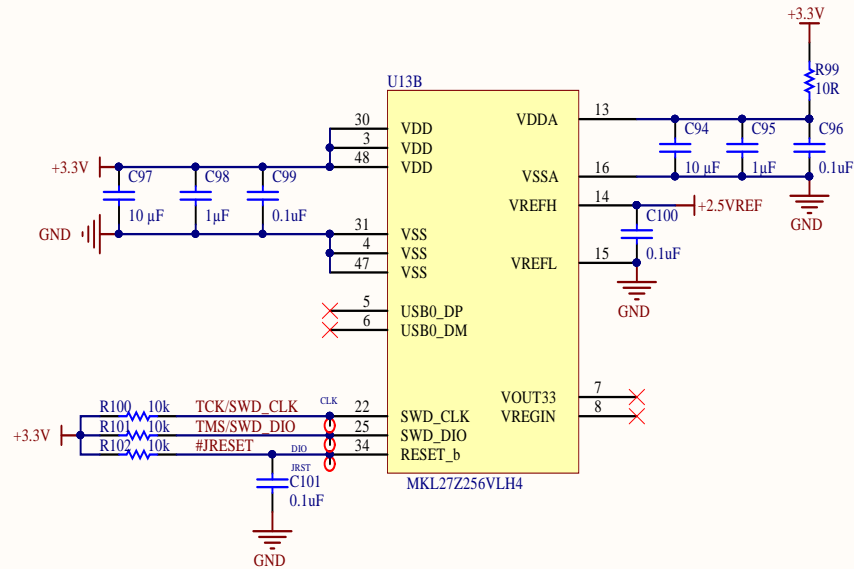 +3.3V
U13B
R99
10R
30
VDD
VDDA
13
3
VDD
C94
C95
C96
48
VDD
+3.3V
C97
C98
C99
16
10 µF
1µF
0.1uF
VSSA
10 µF
1µF
0.1uF
14
VREFH
+2.5VREF
C100
GND
31
VSS
GND
4
VSS
0.1uF
47
VSS
15
VREFL
5
USB0_DP
GND
6
USB0_DM
7
VOUT33
8
VREGIN
R100
10k
TCK/SWD_CLK
CLK
22
SWD_CLK
+3.3V
R101
10k
TMS/SWD_DIO
25
SWD_DIO
R102
10k
#JRESET
DIO
34
RESET_b
JRST
C101
0.1uF
MKL27Z256VLH4
GND